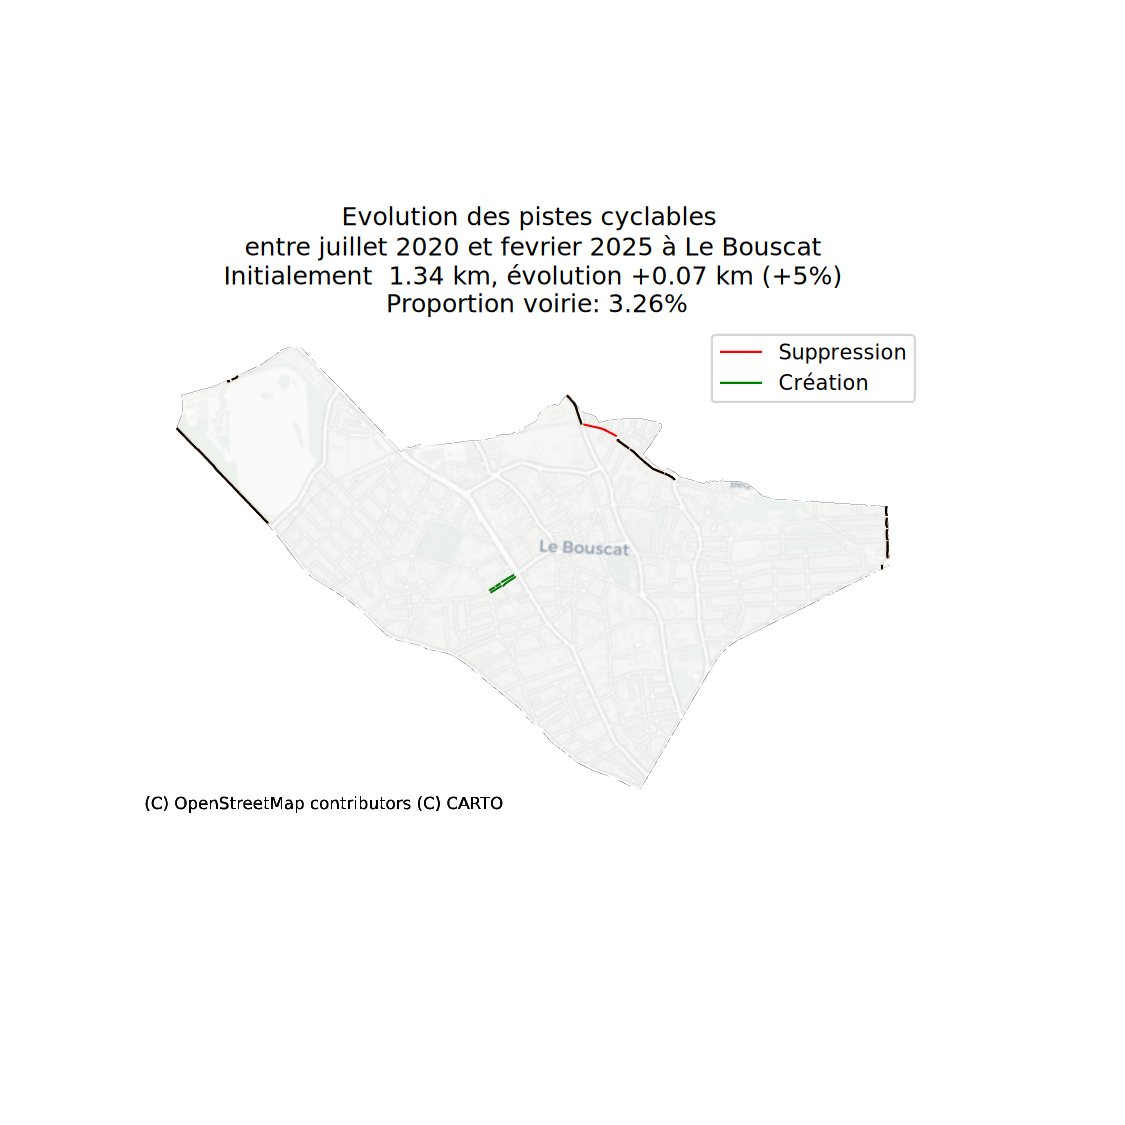 Evolution des pistes cyclables
entre juillet 2020 et fevrier 2025 à Le Bouscat
Initialement  1.34 km, évolution +0.07 km (+5%)
Proportion voirie: 3.26%
Suppression
Création
Le Bouscat
(C) OpenStreetMap contributors (C) CARTO